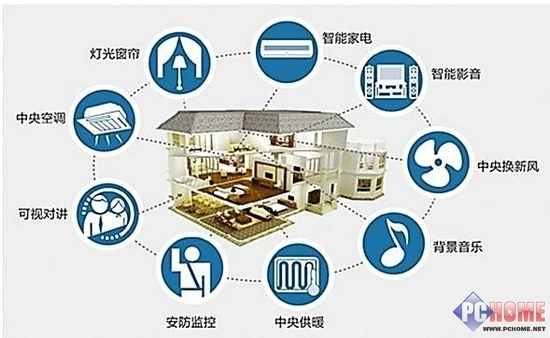 智能家电
灯光窗帘
智能影音
中央空调
中央换新风
可视对讲
背景音乐
安防监控
中央供暖
PCHOME
WWW.PCHOME.NET